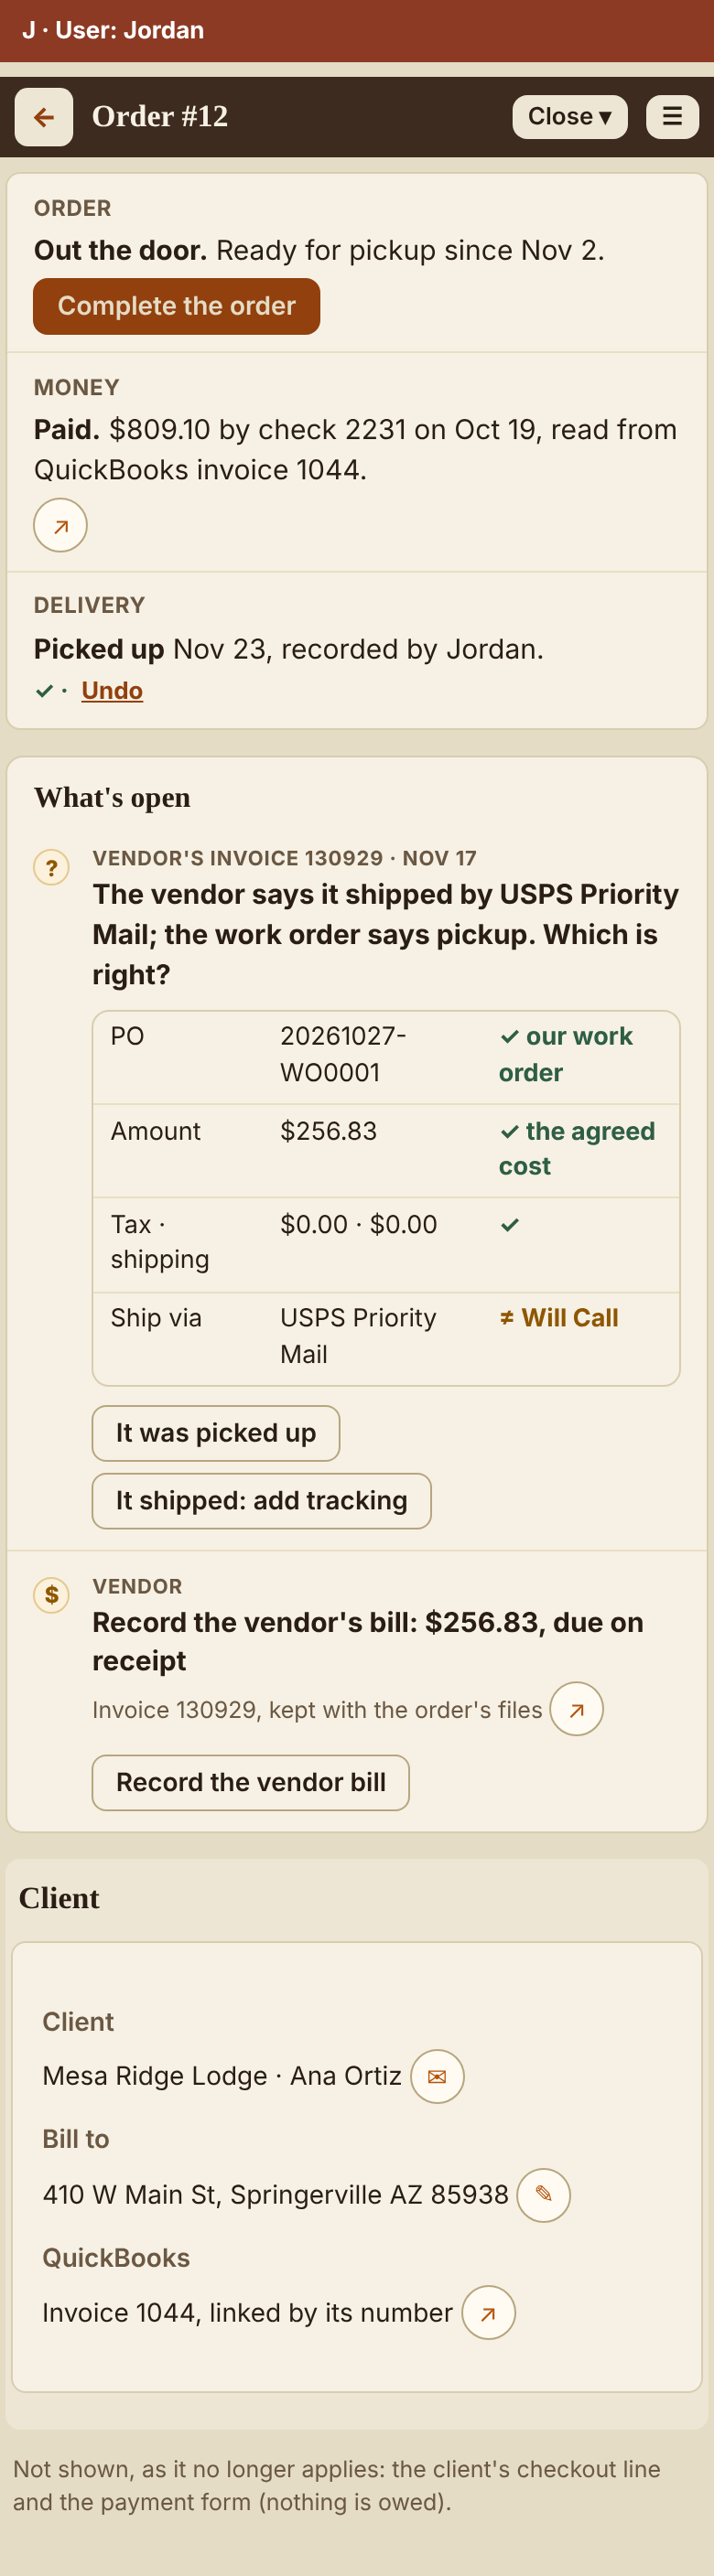 J · User: Jordan
← Order #12 Close ▾ ☰
ORDER
Out the door. Ready for pickup since Nov 2.
Complete the order
MONEY
Paid. $809.10 by check 2231 on Oct 19, read from
QuickBooks invoice 1044.
↗
DELIVERY
Picked up Nov 23, recorded by Jordan.
✓ · Undo
What's open
? VENDOR'S INVOICE 130929 · NOV 17
The vendor says it shipped by USPS Priority
Mail; the work order says pickup. Which is
right?
PO 20261027- ✓ our work
WO0001 order
Amount $256.83 ✓ the agreed
cost
Tax · $0.00 · $0.00 ✓
shipping
Ship via USPS Priority ≠ Will Call
Mail
It was picked up
It shipped: add tracking
$ VENDOR
Record the vendor's bill: $256.83, due on
receipt
Invoice 130929, kept with the order's files ↗
Record the vendor bill
Client
Client
Mesa Ridge Lodge · Ana Ortiz ✉
Bill to
410 W Main St, Springerville AZ 85938 ✎
QuickBooks
Invoice 1044, linked by its number ↗
Not shown, as it no longer applies: the client's checkout line
and the payment form (nothing is owed).